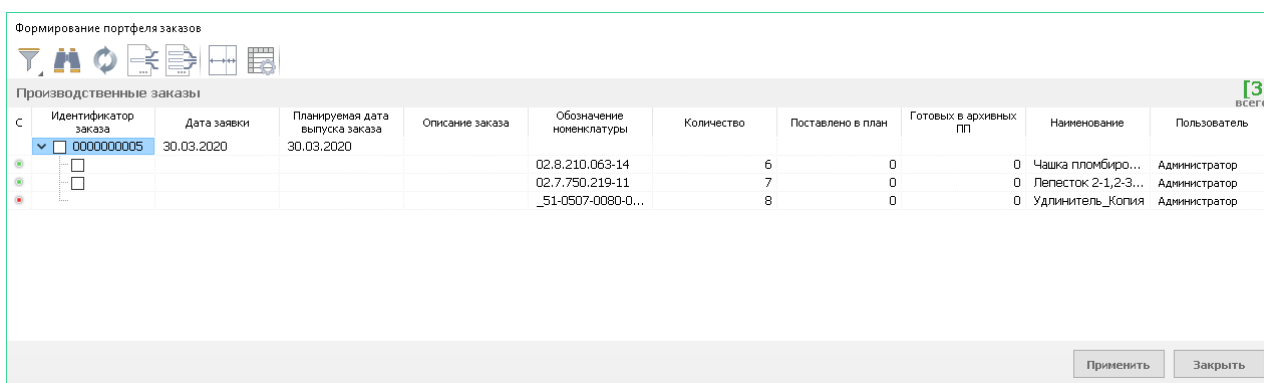 Формирование портфеля заказов
Производственные заказы
[3
всего
С Идентификатор заказа Дата заявки Планируемая дата выпуска заказа Описание заказа Обозначение номенклатуры Количество Поставлено в план Готовых в архивных ПП Наименование Пользователь
0000000005 30.03.2020 30.03.2020
02.8.210.063-14 6 0 0 Чашка пломбиро... Администратор
02.7.750.219-11 7 0 0 Лепесток 2-1,2-3... Администратор
_51-0507-0080-0... 8 0 0 Удлинитель_Копия Администратор
Применить Закрыть